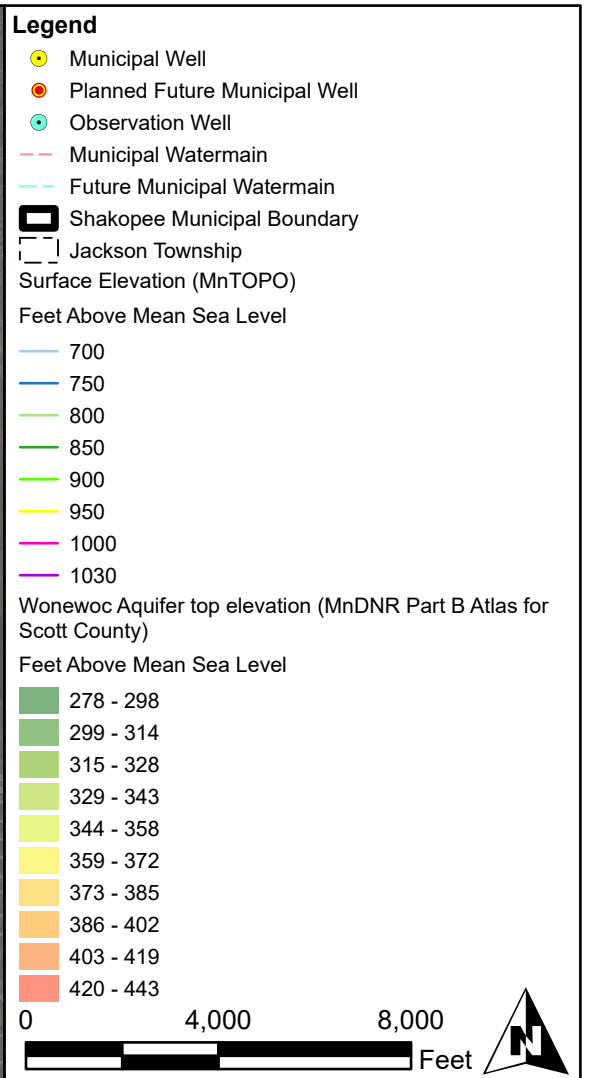 Legend
Municipal Well
Planned Future Municipal Well
Observation Well
Municipal Watermain
Future Municipal Watermain
Shakopee Municipal Boundary
Jackson Township
Surface Elevation (MnTOPO)
Feet Above Mean Sea Level
700
750
800
850
900
950
1000
1030
Wonewoc Aquifer top elevation (MnDNR Part B Atlas for
Scott County)
Feet Above Mean Sea Level
278 - 298
299 - 314
315 - 328
329 - 343
344 - 358
359 - 372
373 - 385
386 - 402
403 - 419
420 - 443
0 4,000 8,000
Feet
N